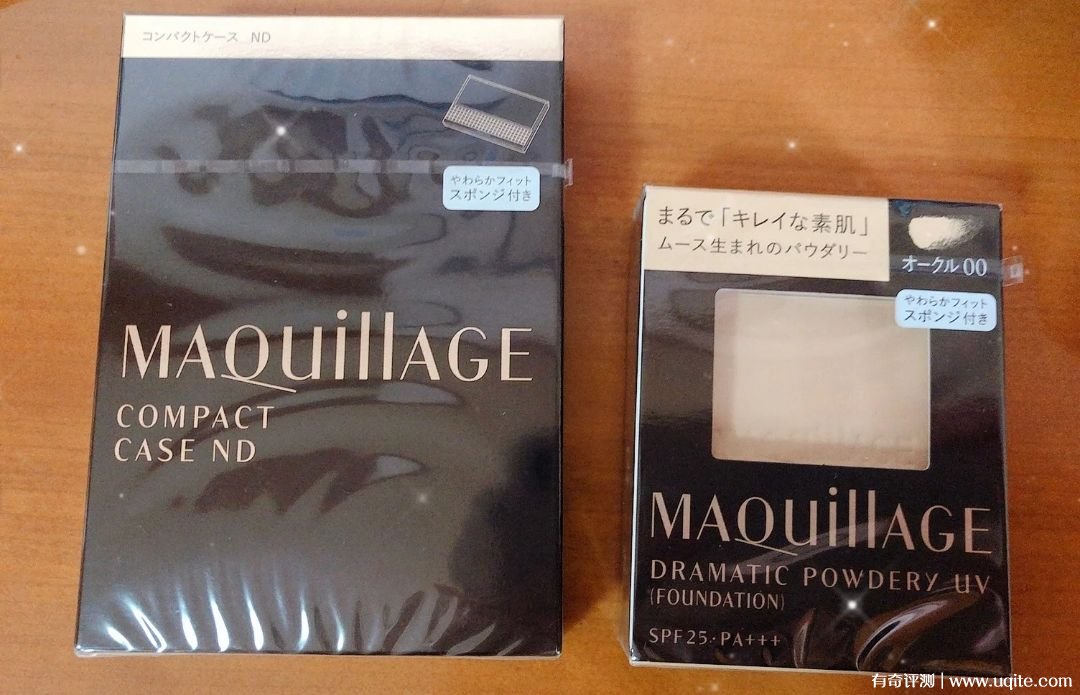 コンパクトケース ND
やわらかフィット
スポンジ付き
MAQuillAGE
COMPACT
CASE ND
まるで「キレイな素肌」
ムース生まれのパウダリー
オークル 00
やわらかフィット
スポンジ付き
MAQuillAGE
DRAMATIC POWDERY UV
(FOUNDATION)
SPF25・PA+++
有奇评测 | www.uqite.com